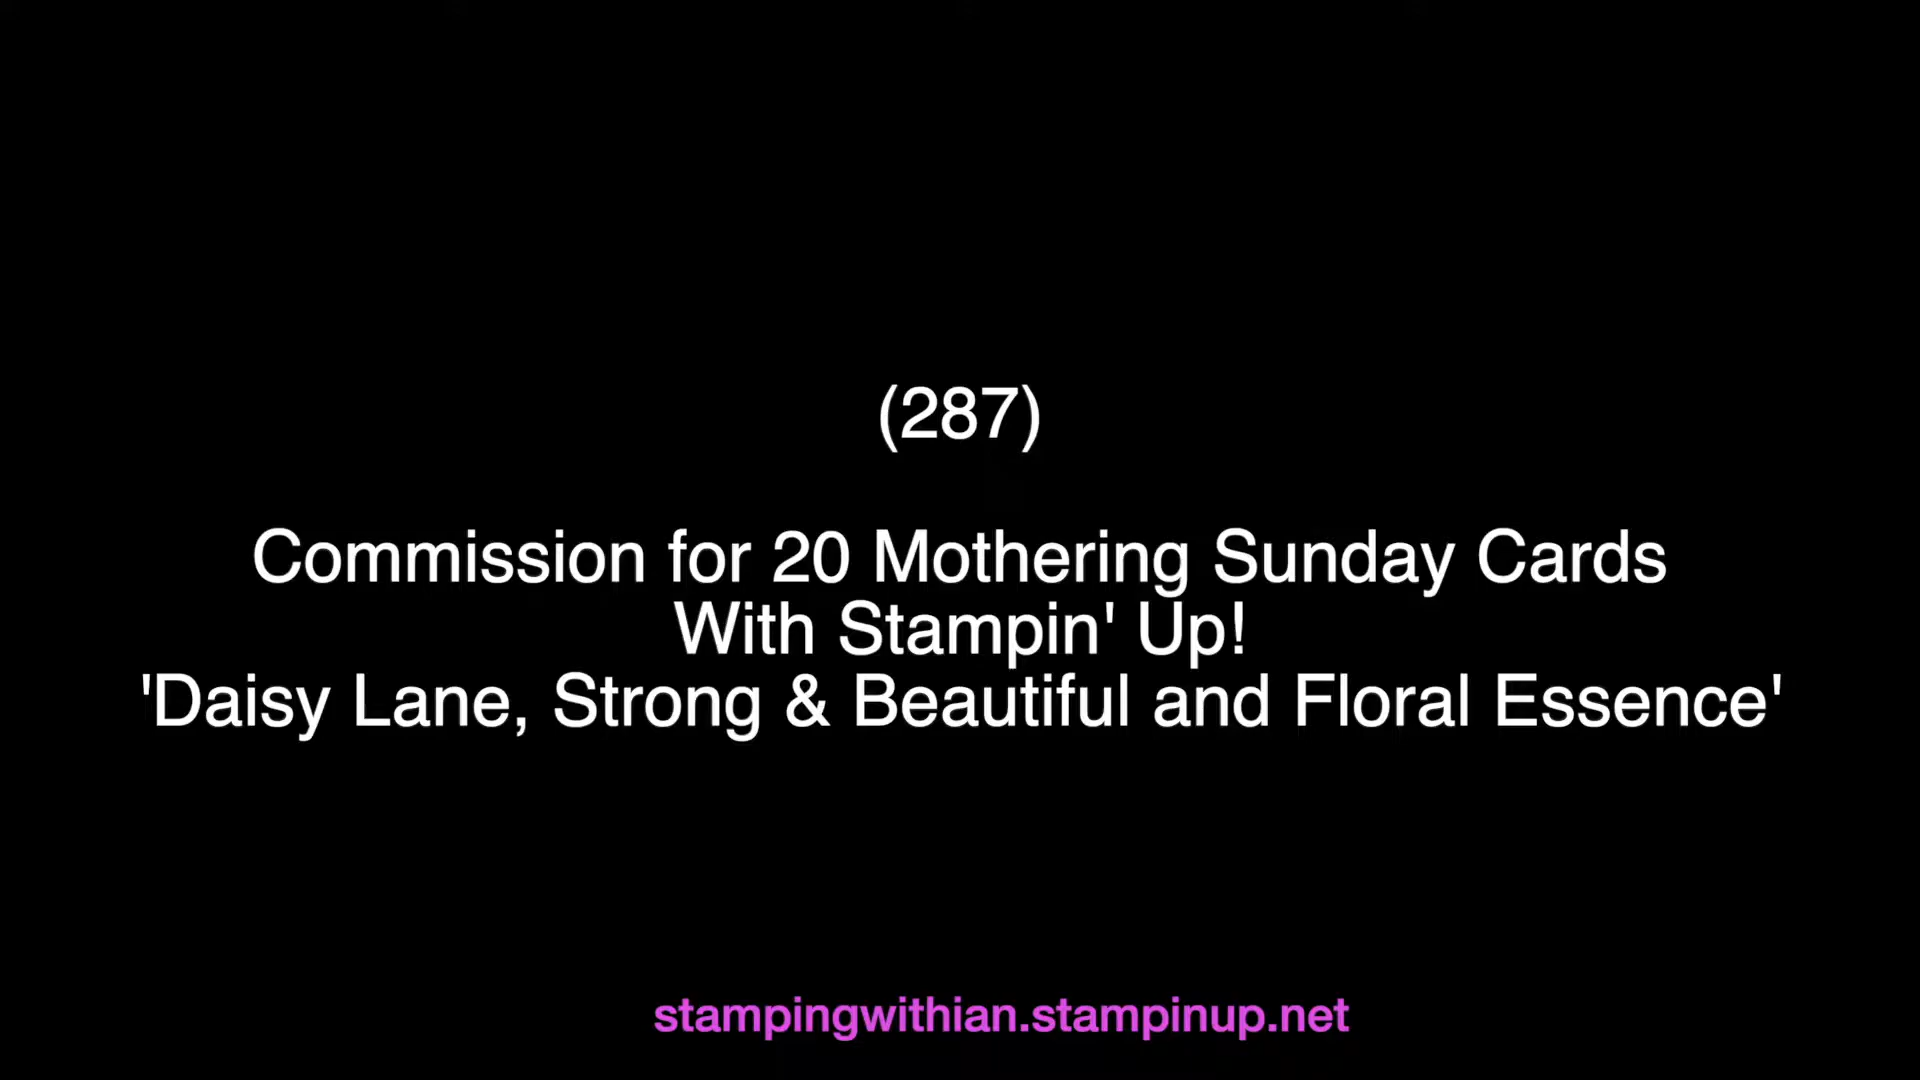 (287)
Commission for 20 Mothering Sunday Cards
With Stampin' Up!
'Daisy Lane, Strong & Beautiful and Floral Essence'
stampingwithian.stampinup.net